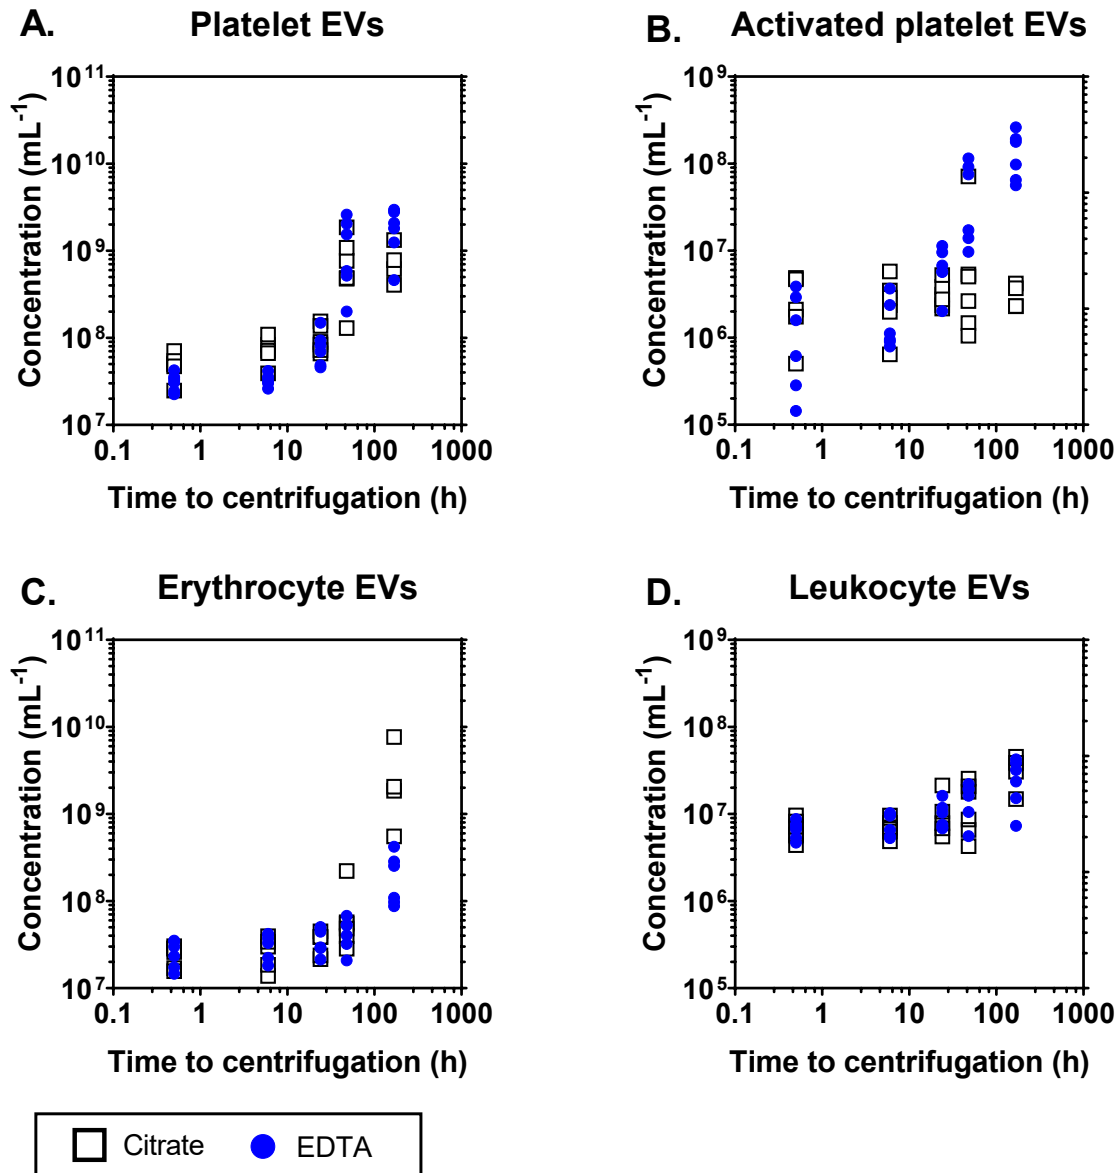 A. Platelet EVs
Concentration (mL⁻¹)
10¹¹
10¹⁰
10⁹
10⁸
10⁷
0.1 1 10 100 1000
Time to centrifugation (h)
B. Activated platelet EVs
Concentration (mL⁻¹)
10⁹
10⁸
10⁷
10⁶
10⁵
0.1 1 10 100 1000
Time to centrifugation (h)
C. Erythrocyte EVs
Concentration (mL⁻¹)
10¹¹
10¹⁰
10⁹
10⁸
10⁷
0.1 1 10 100 1000
Time to centrifugation (h)
D. Leukocyte EVs
Concentration (mL⁻¹)
10⁹
10⁸
10⁷
10⁶
10⁵
0.1 1 10 100 1000
Time to centrifugation (h)
Citrate EDTA